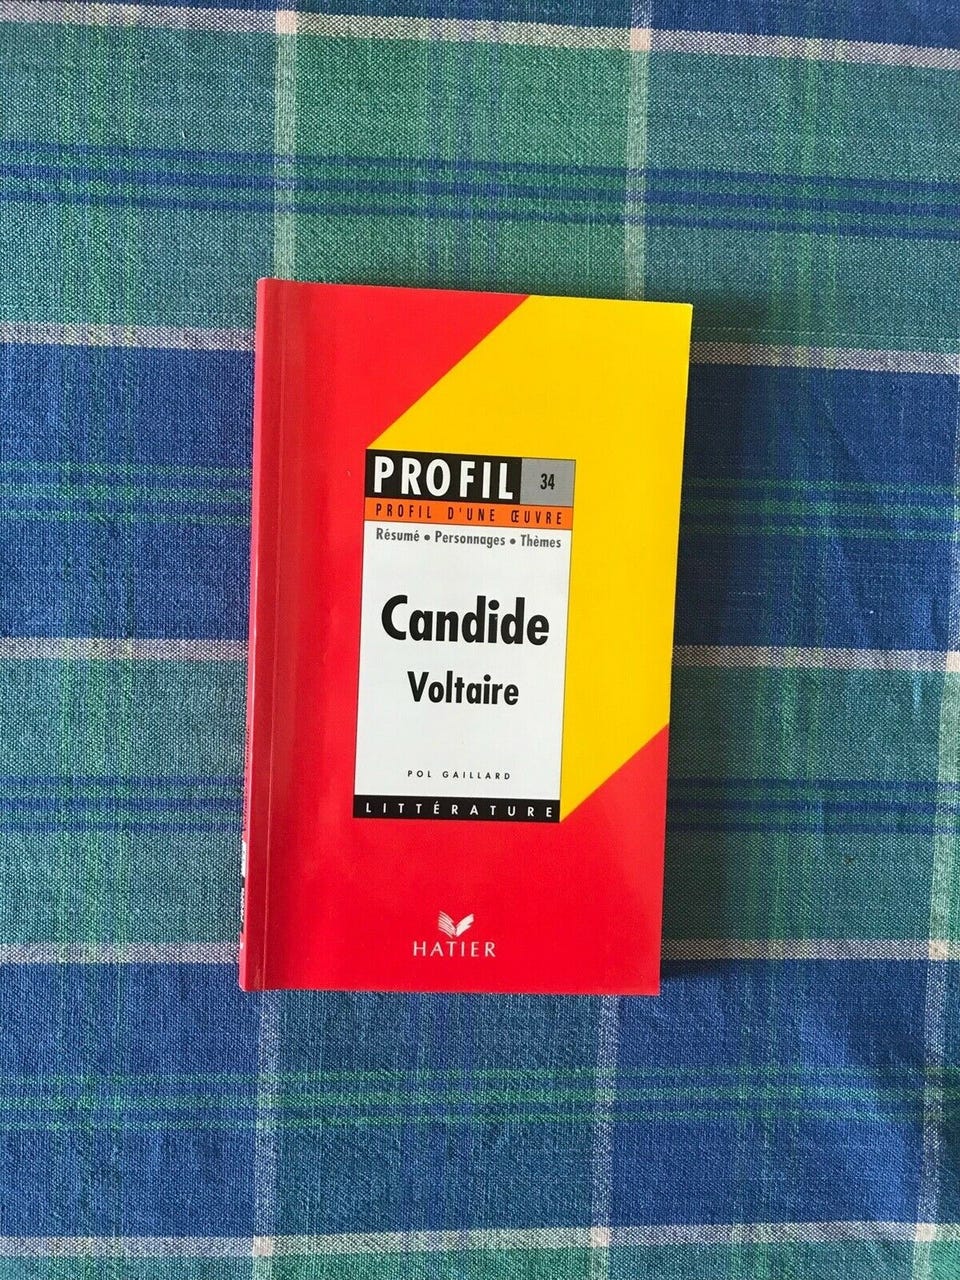 PROFIL 34
PROFIL D'UNE ŒUVRE
Résumé • Personnages • Thèmes
Candide
Voltaire
POL GAILLARD
LITTÉRATURE
HATIER